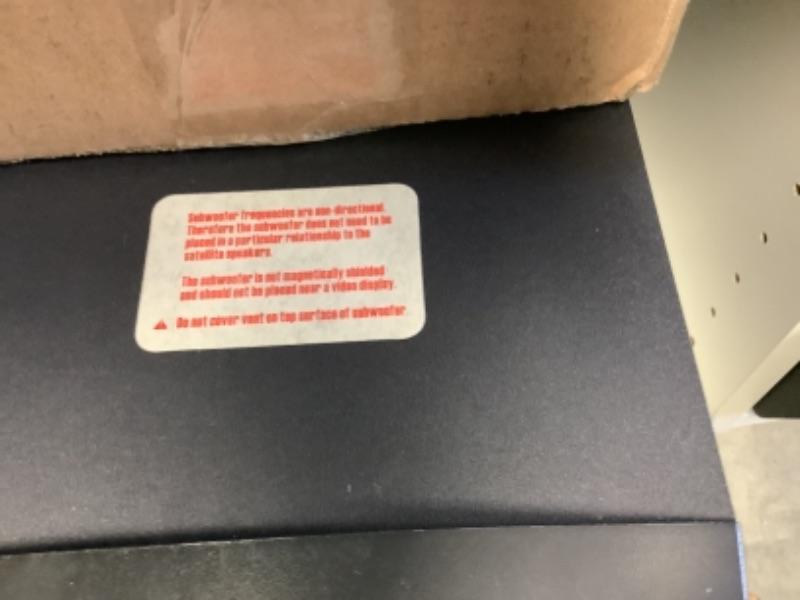 Subwoofer frequencies are non-directional.
Therefore the subwoofer does not need to be
placed in a particular relationship to the
satellite speakers.
The subwoofer is not magnetically shielded
and should not be placed near a video display.
Do not cover vent on top surface of subwoofer.